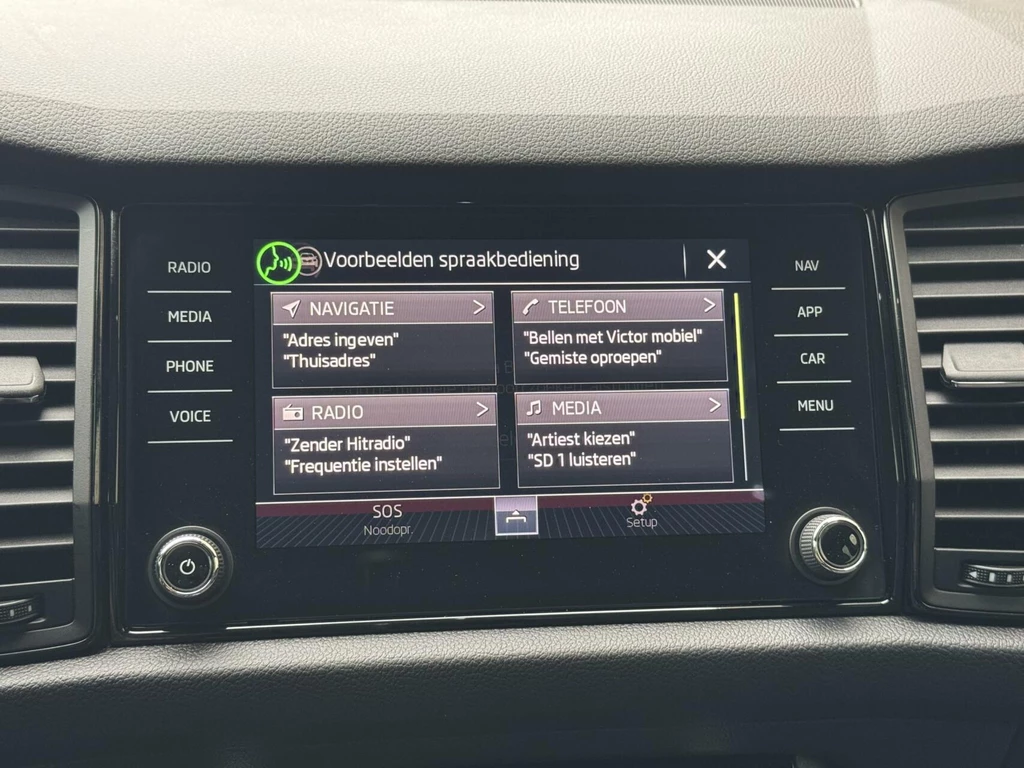 RADIO
MEDIA
PHONE
VOICE
Voorbeelden spraakbediening
NAVIGATIE
"Adres ingeven"
"Thuisadres"
TELEFOON
"Bellen met Victor mobiel"
"Gemiste oproepen"
RADIO
"Zender Hitradio"
"Frequentie instellen"
MEDIA
"Artiest kiezen"
"SD 1 luisteren"
SOS
Noodopr.
Setup
NAV
APP
CAR
MENU